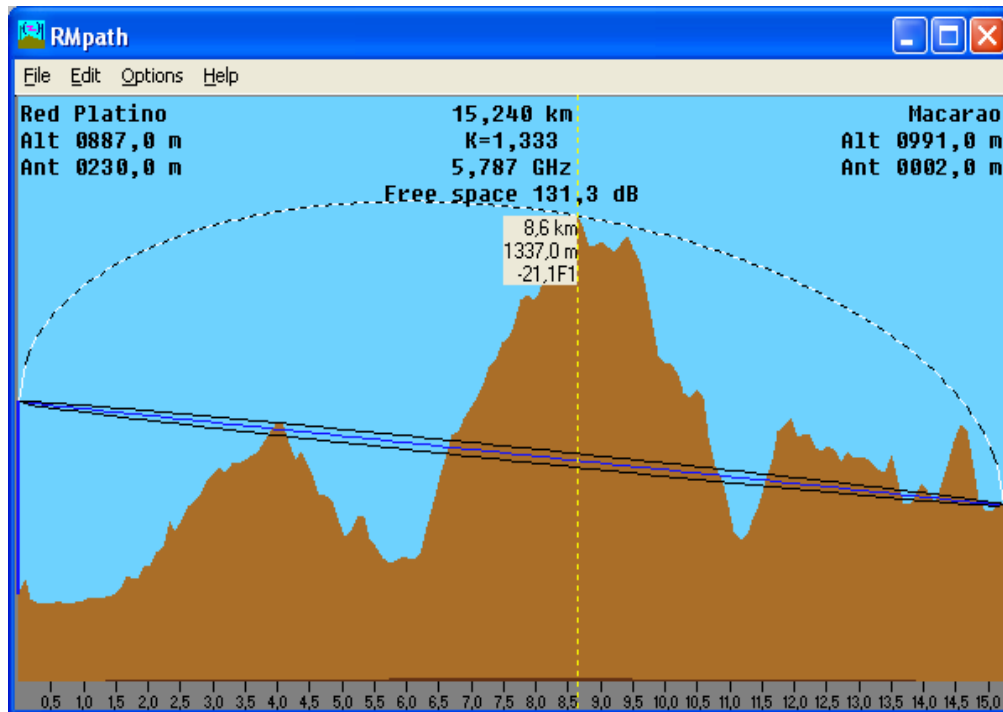 RMpath
File Edit Options Help
Red Platino 15,240 km Macarao
Alt 0887,0 m K=1,333 Alt 0991,0 m
Ant 0230,0 m 5,787 GHz Ant 0002,0 m
Free space 131,3 dB
8,6 km
1337,0 m
-21,1F1
0,5 1,0 1,5 2,0 2,5 3,0 3,5 4,0 4,5 5,0 5,5 6,0 6,5 7,0 7,5 8,0 8,5 9,0 9,5 10,0 10,5 11,0 11,5 12,0 12,5 13,0 13,5 14,0 14,5 15,0